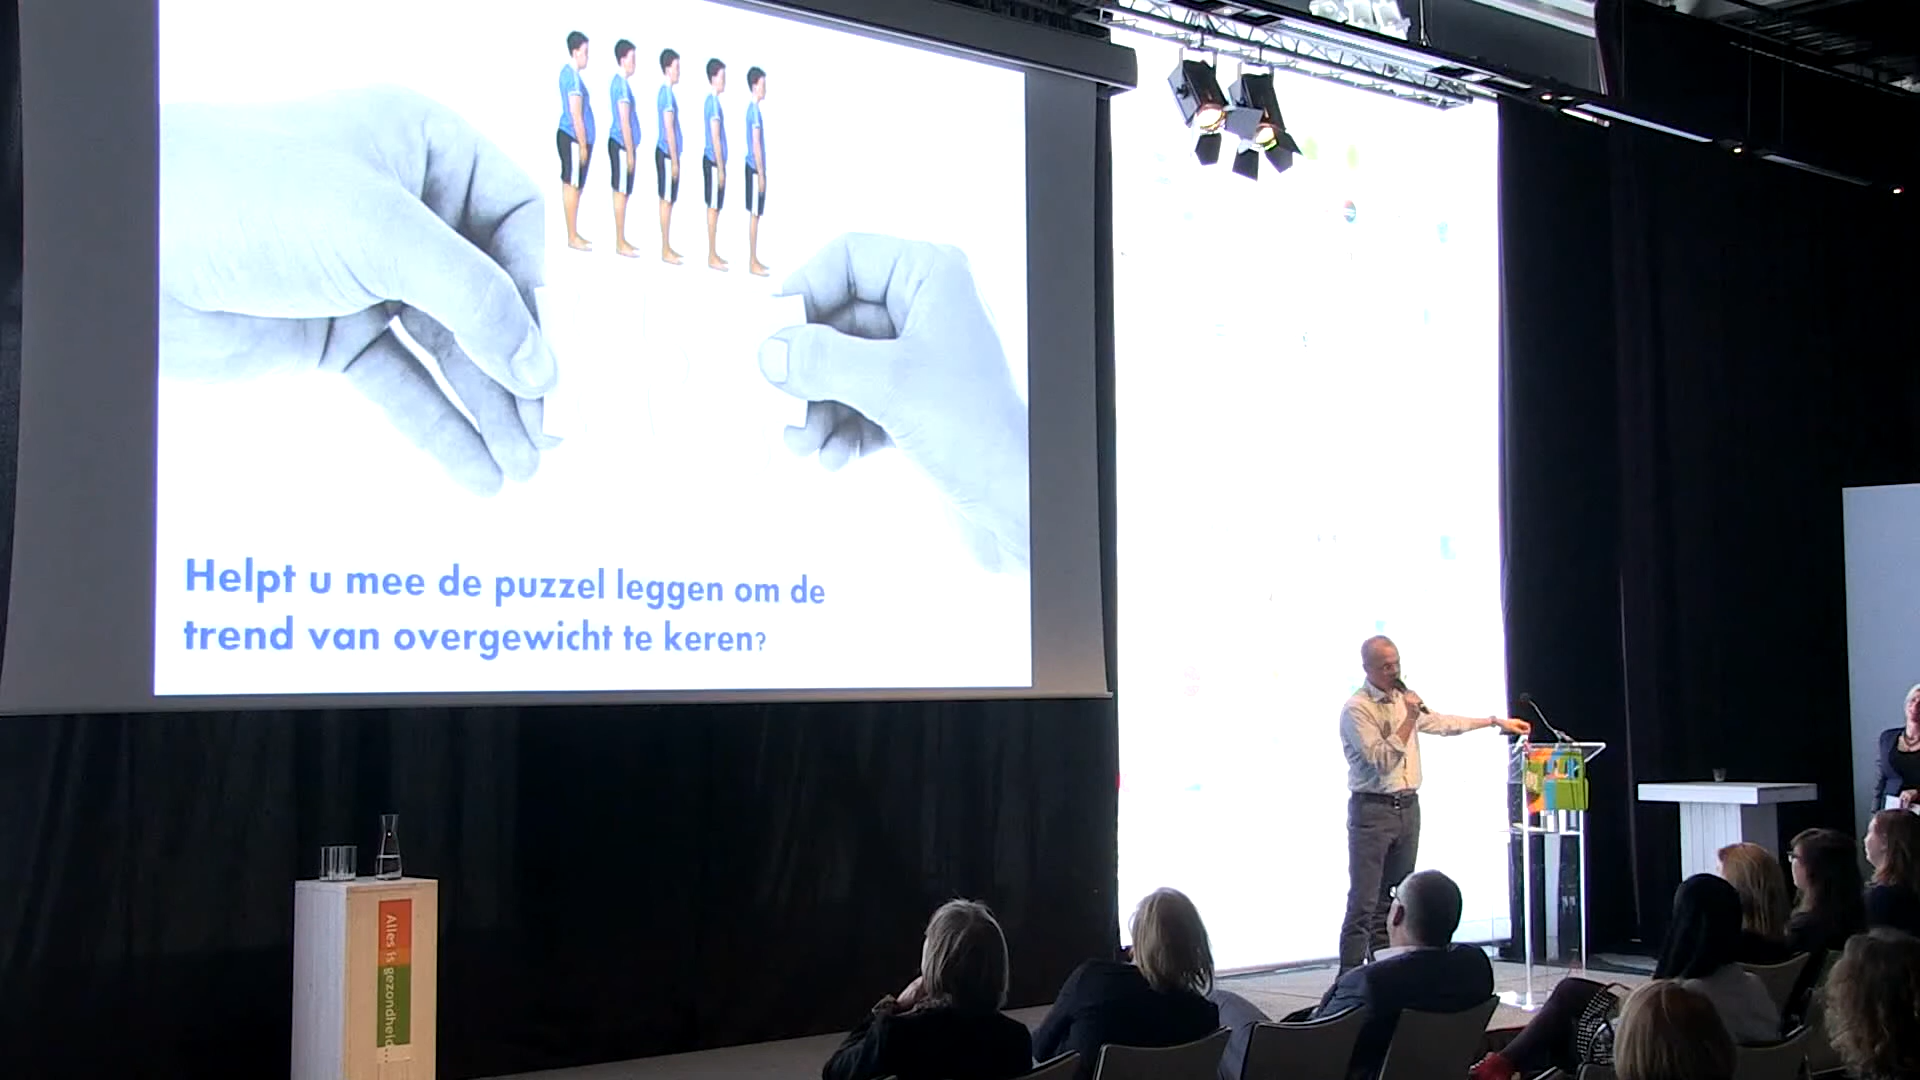 Helpt u mee de puzzel leggen om de
trend van overgewicht te keren?
Alles is gezondheid...